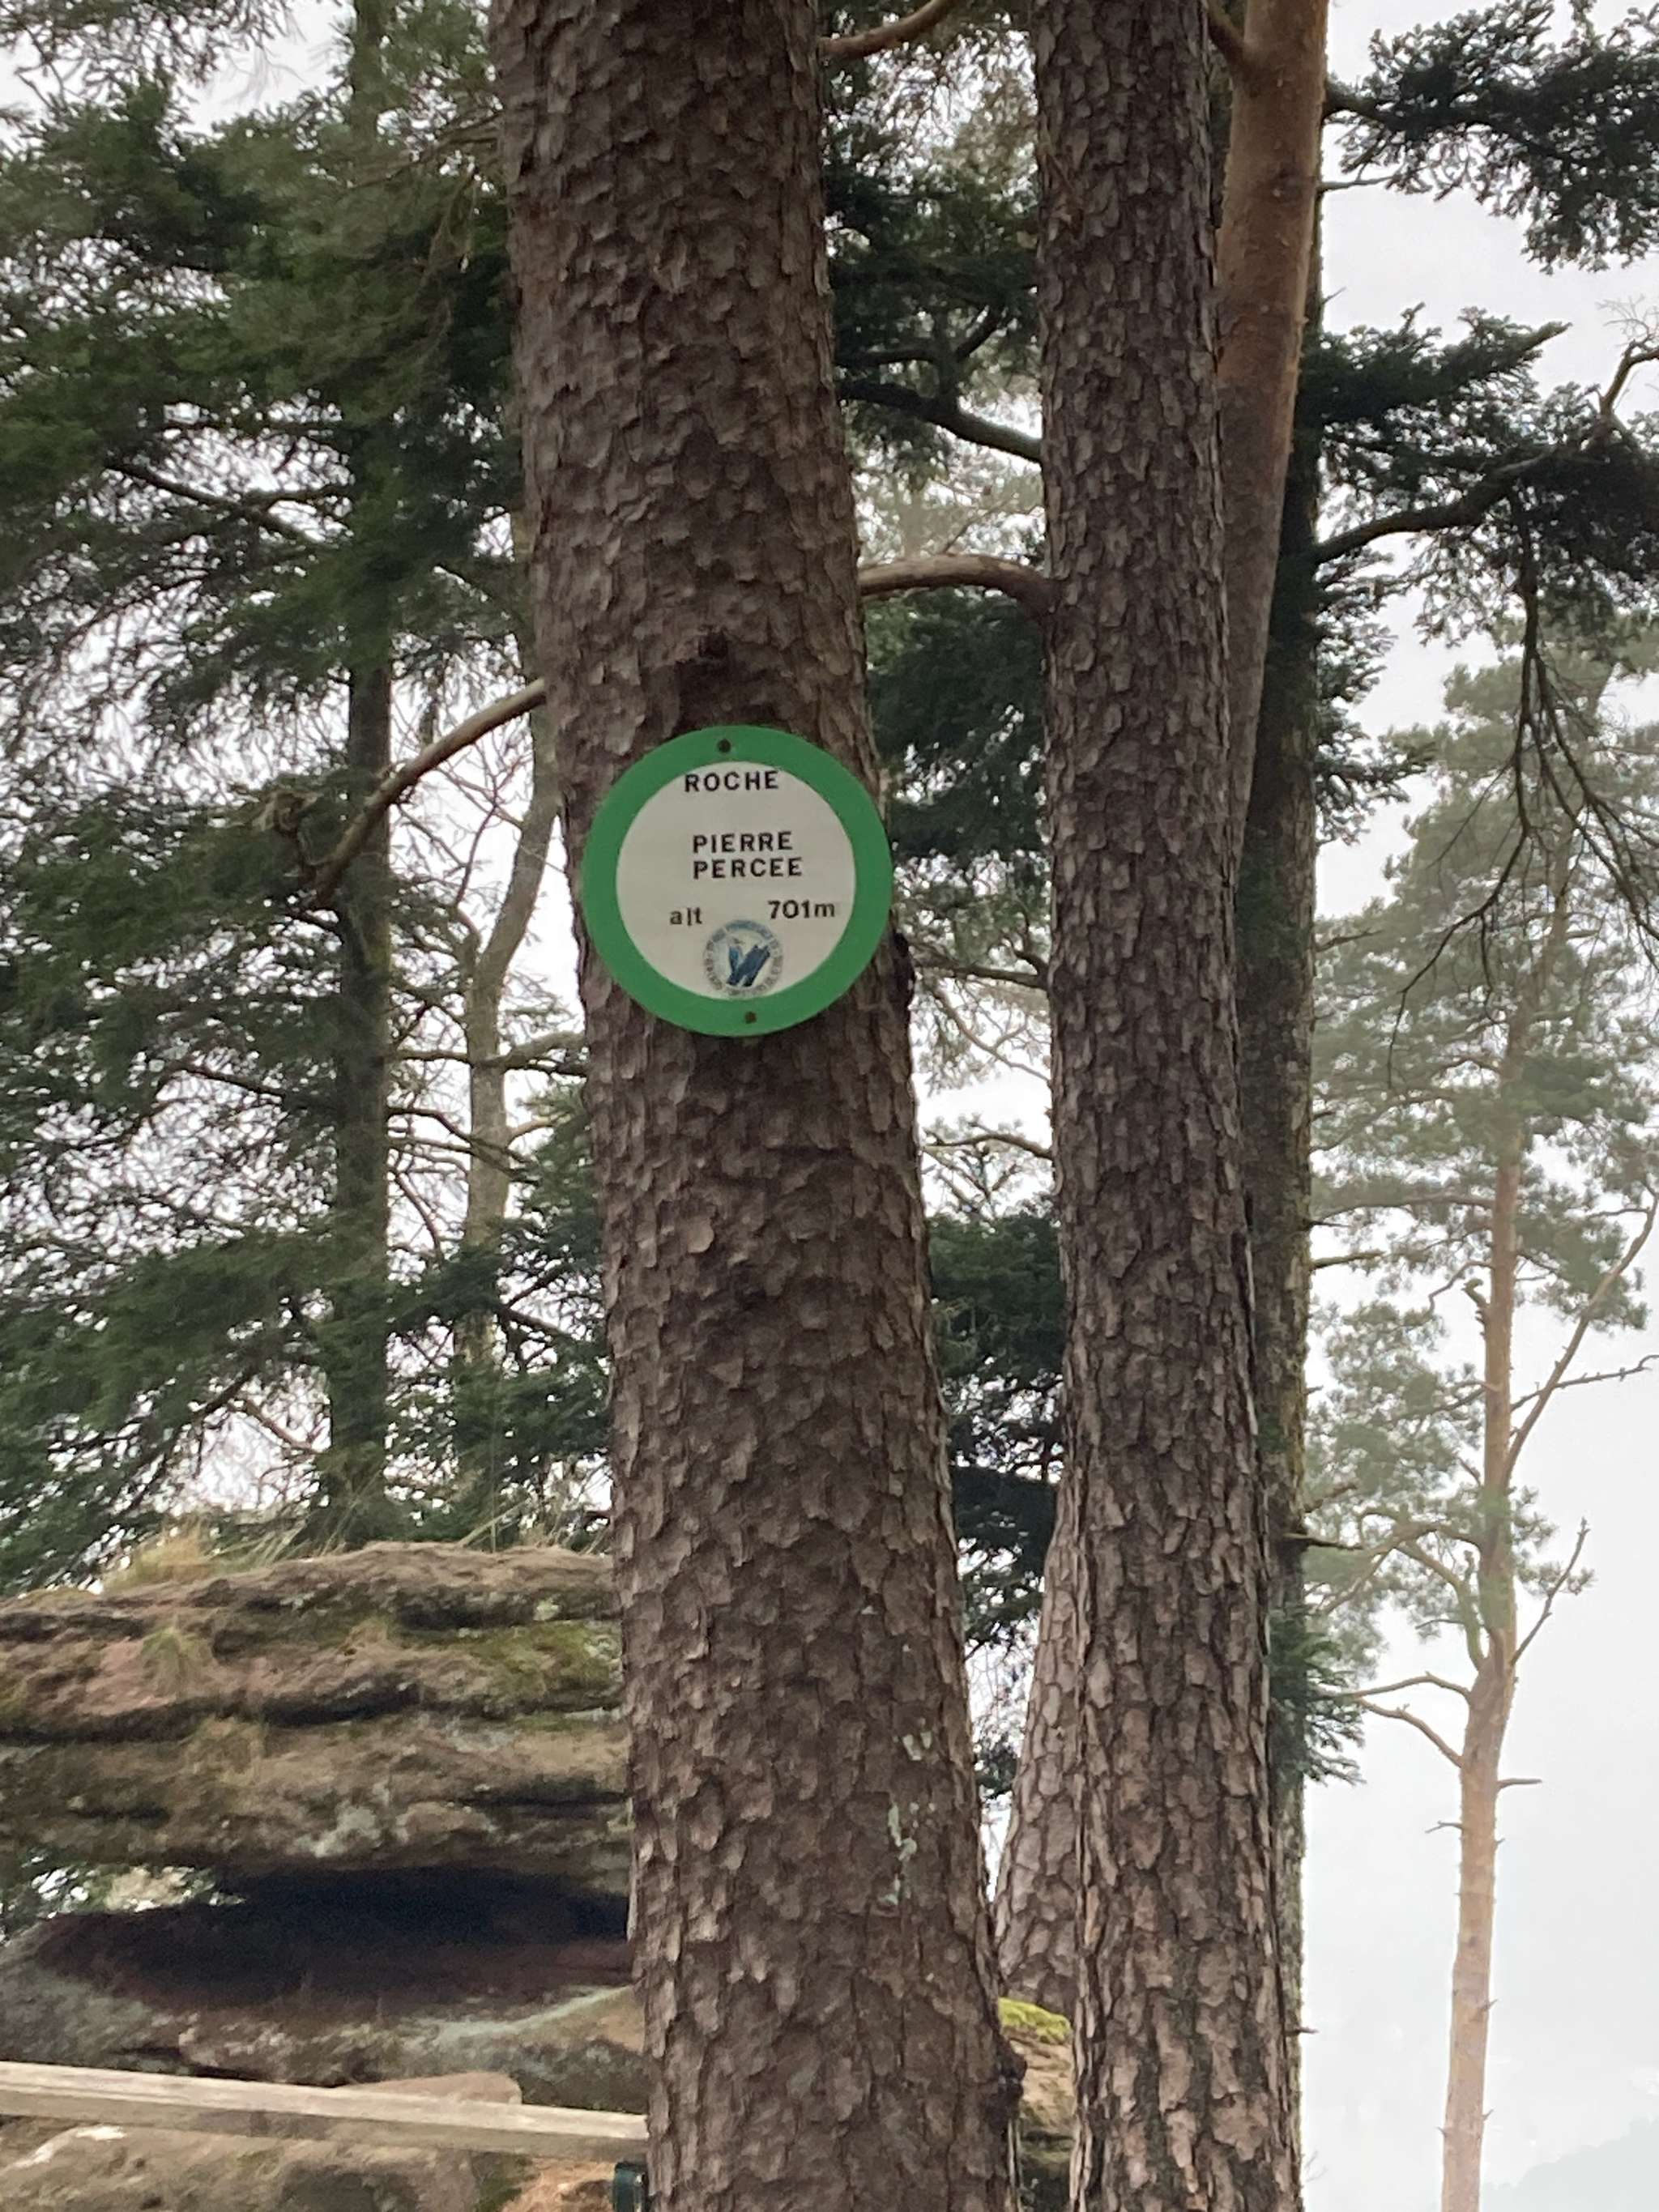 ROCHE
PIERRE
PERCEE
alt 701m